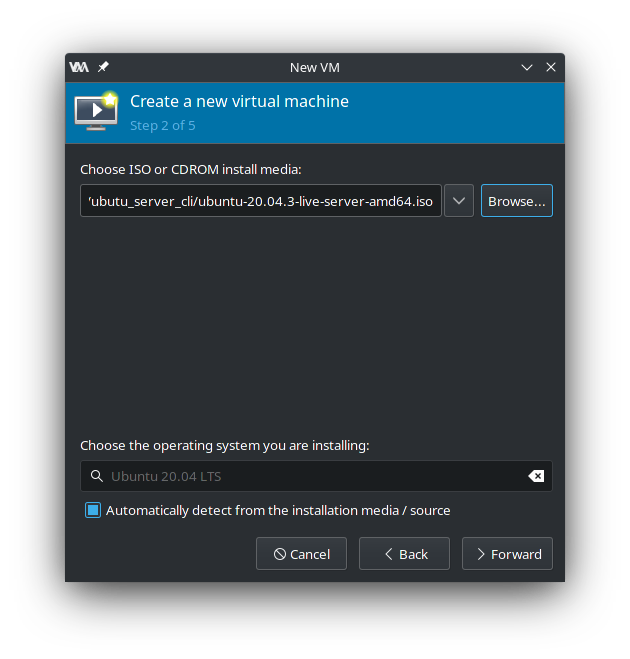 New VM
Create a new virtual machine
Step 2 of 5
Choose ISO or CDROM install media:
/ubutu_server_cli/ubuntu-20.04.3-live-server-amd64.iso
Browse...
Choose the operating system you are installing:
Ubuntu 20.04 LTS
Automatically detect from the installation media / source
Cancel
Back
Forward